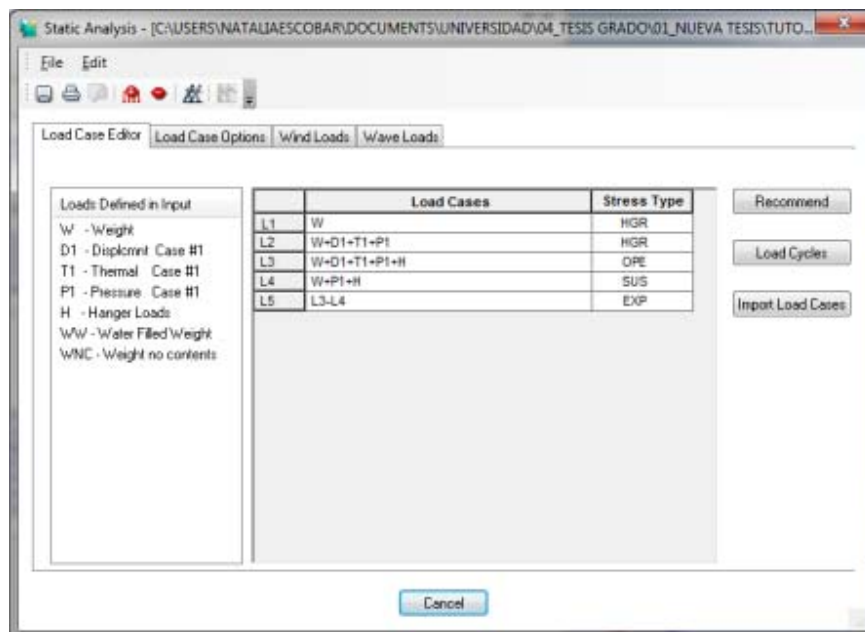 Static Analysis - [C:\USERS\NATALIAESCOBAR\DOCUMENTS\UNIVERSIDAD\04_TESIS GRADO\01_NUEVA TESIS\TUTO...
File Edit
Load Case Editor Load Case Options Wind Loads Wave Loads
Loads Defined in Input
W - Weight
D1 - Displcmnt Case #1
T1 - Thermal Case #1
P1 - Pressure Case #1
H - Hanger Loads
WW - Water Filled Weight
WNC - Weight no contents
Load Cases Stress Type
L1 W HGR
L2 W+D1+T1+P1 HGR
L3 W+D1+T1+P1+H OPE
L4 W+P1+H SUS
L5 L3-L4 EXP
Recommend
Load Cycles
Import Load Cases
Cancel